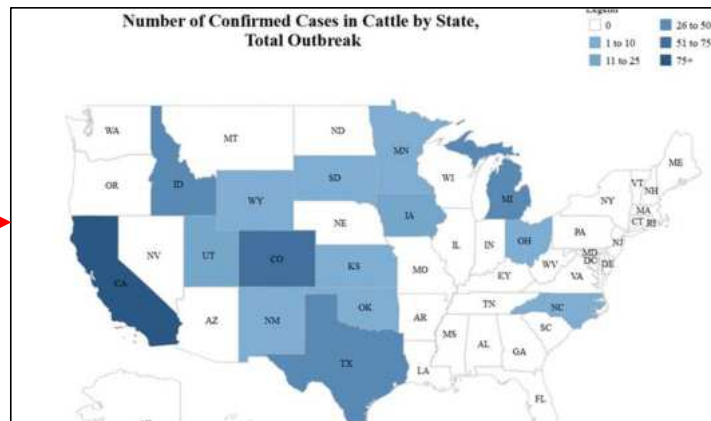 Number of Confirmed Cases in Cattle by State,
Total Outbreak
Legend
0
1 to 10
11 to 25
26 to 50
51 to 75
75+
WA
MT
ND
MN
ME
OR
ID
WY
SD
WI
MI
NY
VT
NH
MA
CT
RI
NV
UT
CO
NE
IA
IL
IN
OH
PA
NJ
MD
DC
DE
CA
KS
MO
KY
WV
VA
AZ
NM
OK
AR
TN
NC
SC
TX
LA
MS
AL
GA
FL